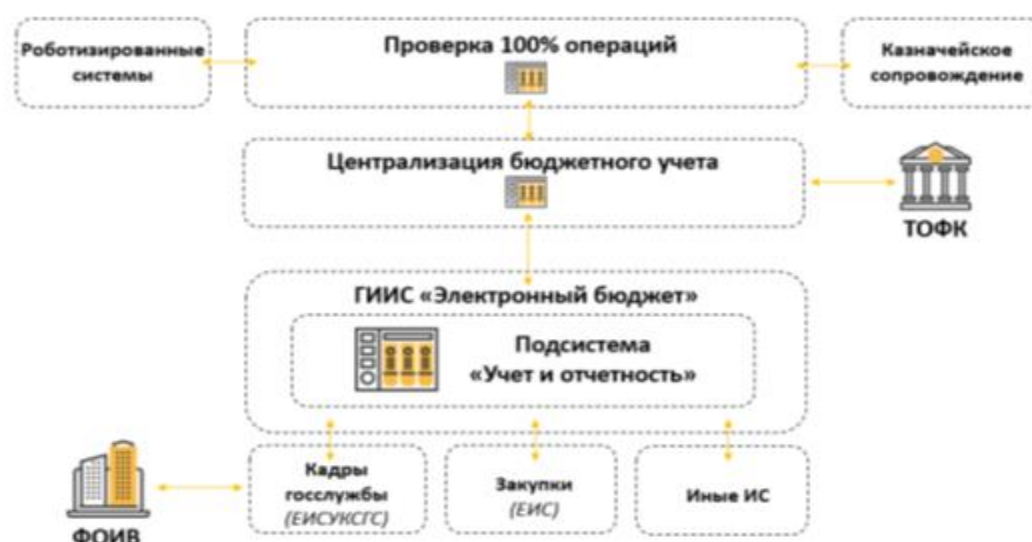 Роботизированные
системы
Проверка 100% операций
Казначейское
сопровождение
Централизация бюджетного учета
ТОФК
ГИИС «Электронный бюджет»
Подсистема
«Учет и отчетность»
ФОИВ
Кадры
госслужбы
(ЕИСУКСГС)
Закупки
(ЕИС)
Иные ИС